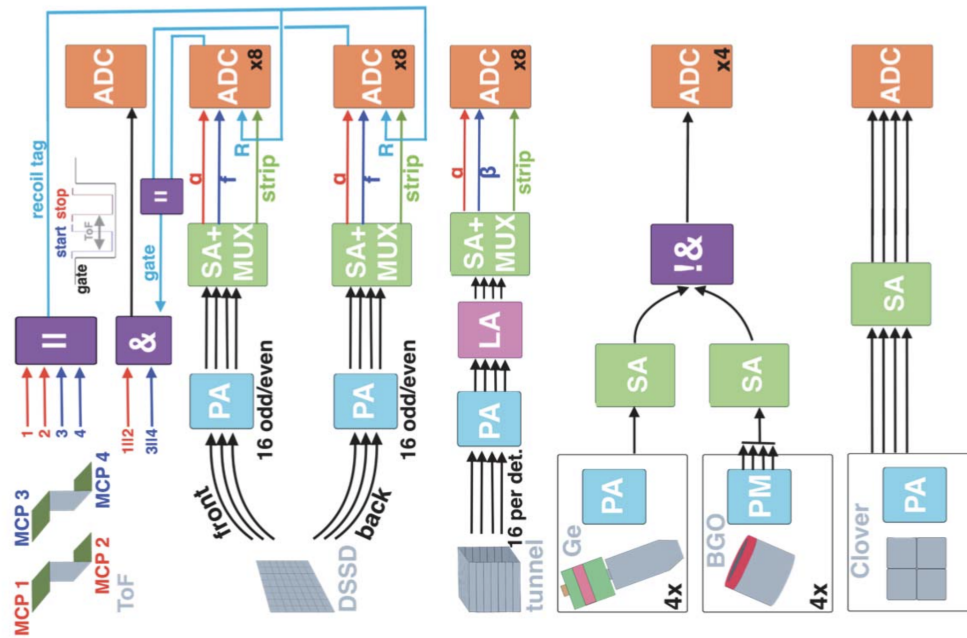 MCP 1
MCP 2
MCP 3
MCP 4
ToF
1
2
3
4
||
recoil tag
1||2
3||4
&
gate
start
stop
ToF
gate
||
ADC
front
back
DSSD
PA
16 odd/even
SA+
MUX
α
f
R
strip
ADC
x8
PA
16 odd/even
SA+
MUX
α
f
R
strip
ADC
x8
tunnel
16 per det.
PA
LA
SA+
MUX
α
β
strip
ADC
x8
Ge
4x
PA
SA
BGO
4x
PM
SA
!&
ADC
x4
Clover
PA
SA
ADC